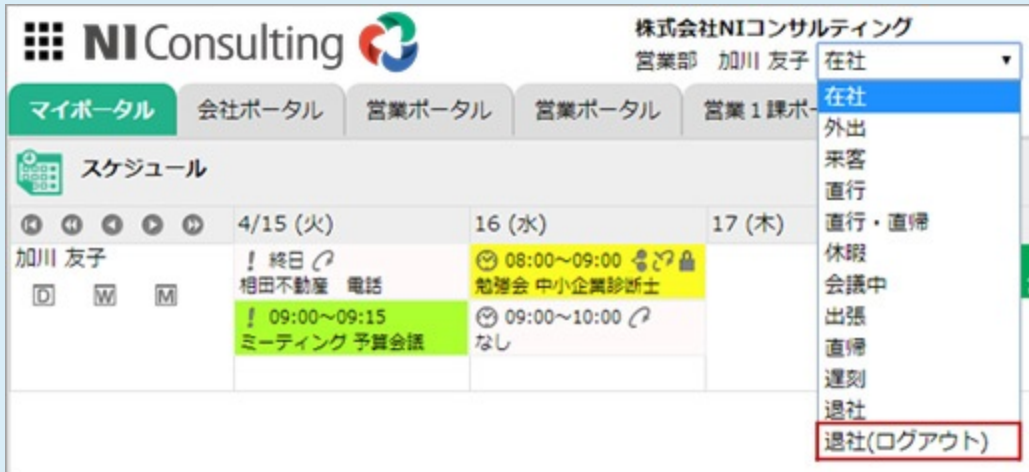 NI Consulting
株式会社NIコンサルティング
営業部 加川 友子 在社
マイポータル 会社ポータル 営業ポータル 営業ポータル 営業1課ポー
在社
外出
来客
直行
直行・直帰
休暇
会議中
出張
直帰
遅刻
退社
退社(ログアウト)
スケジュール
4/15 (火) 16 (水) 17 (木)
加川 友子
D W M
! 終日
相田不動産 電話
! 09:00~09:15
ミーティング 予算会議
08:00~09:00
勉強会 中小企業診断士
09:00~10:00
なし